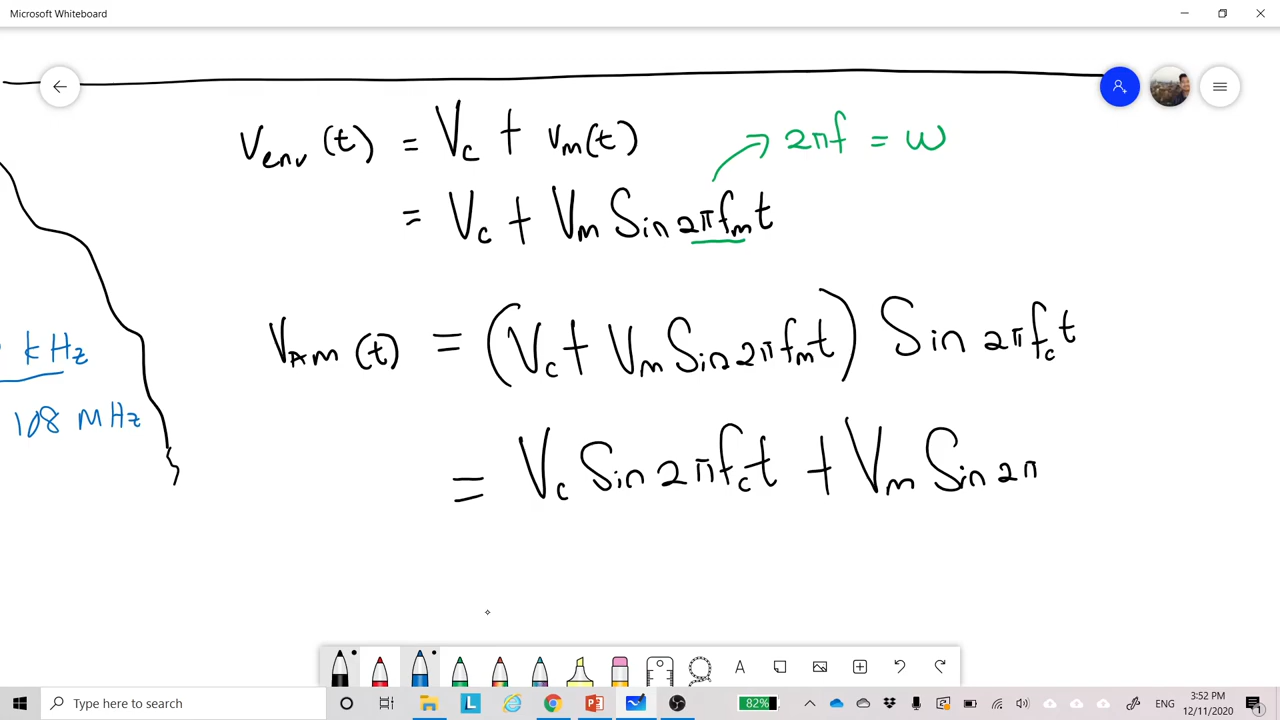 Microsoft Whiteboard
Venv (t) = Vc + vm(t)
2πf = ω
= Vc + Vm Sin 2πfmt
VAM (t) = (Vc + Vm Sin 2πfmt) Sin 2πfct
kHz
108 MHz
= Vc Sin 2πfct + Vm Sin 2π
A
Type here to search
L
82%
ENG
3:52 PM
12/11/2020
1